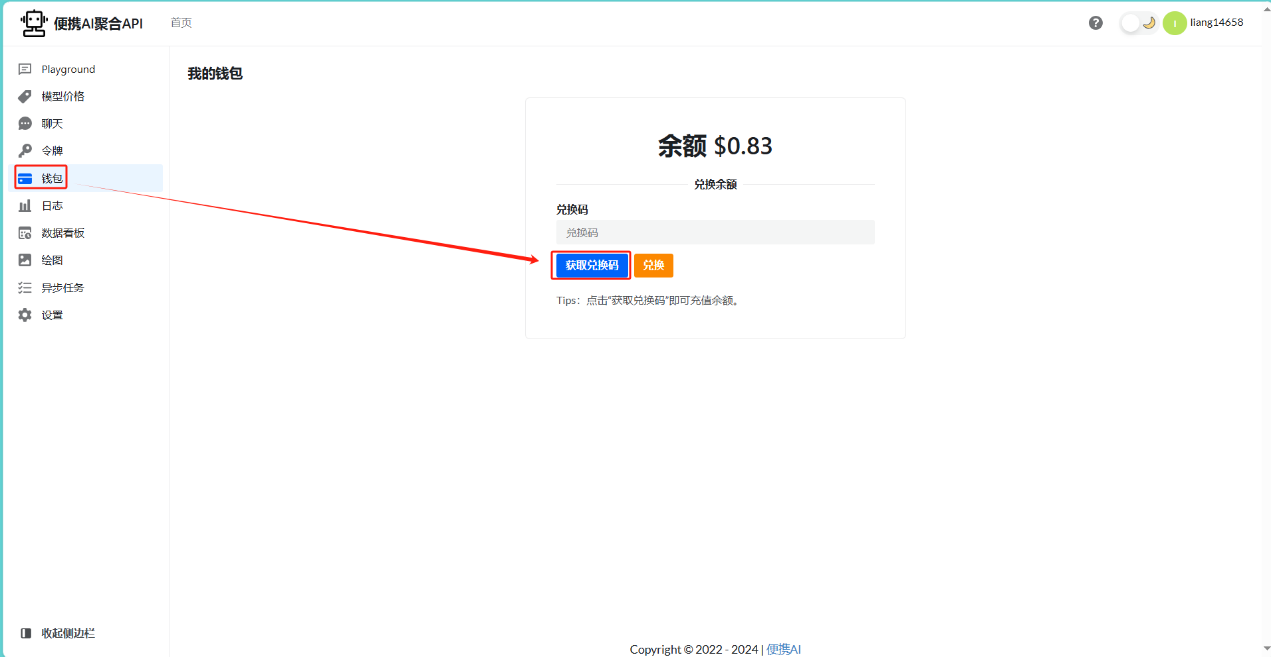 便携AI聚合API
首页
liang14658
Playground
模型价格
聊天
令牌
钱包
日志
数据看板
绘图
异步任务
设置
收起侧边栏
我的钱包
余额 $0.83
兑换余额
兑换码
兑换码
获取兑换码 兑换
Tips：点击“获取兑换码”即可充值余额。
Copyright © 2022 - 2024 | 便携AI